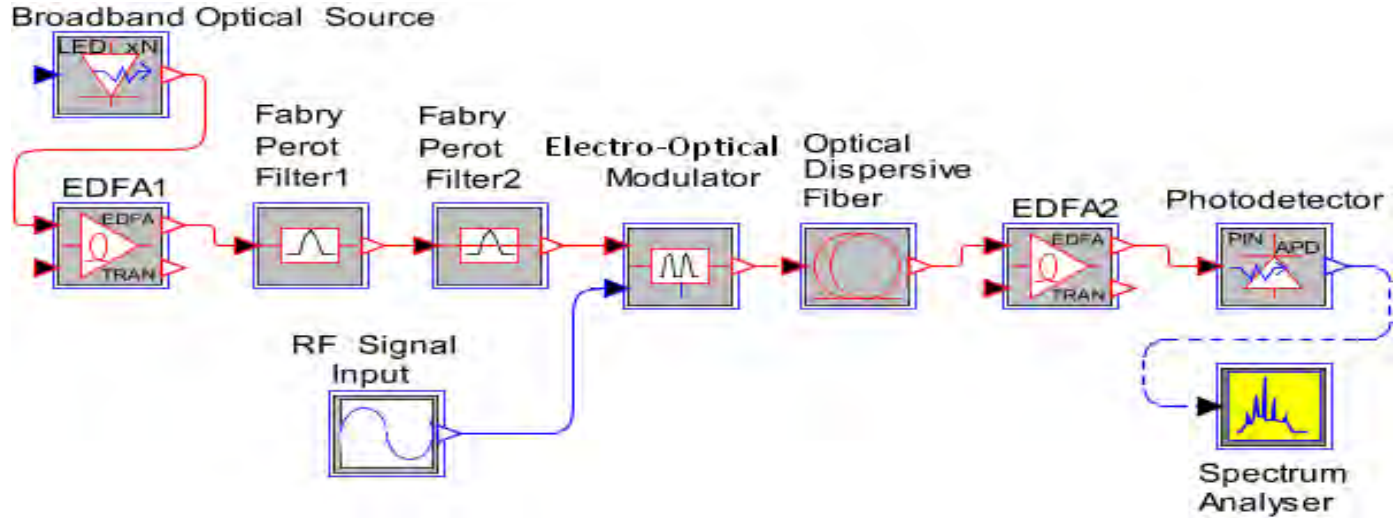 Broadband Optical Source
LED xN
EDFA1
EDFA
TRAN
Fabry
Perot
Filter1
Fabry
Perot
Filter2
Electro-Optical
Modulator
Optical
Dispersive
Fiber
EDFA2
EDFA
TRAN
Photodetector
PIN
APD
RF Signal
Input
Spectrum
Analyser